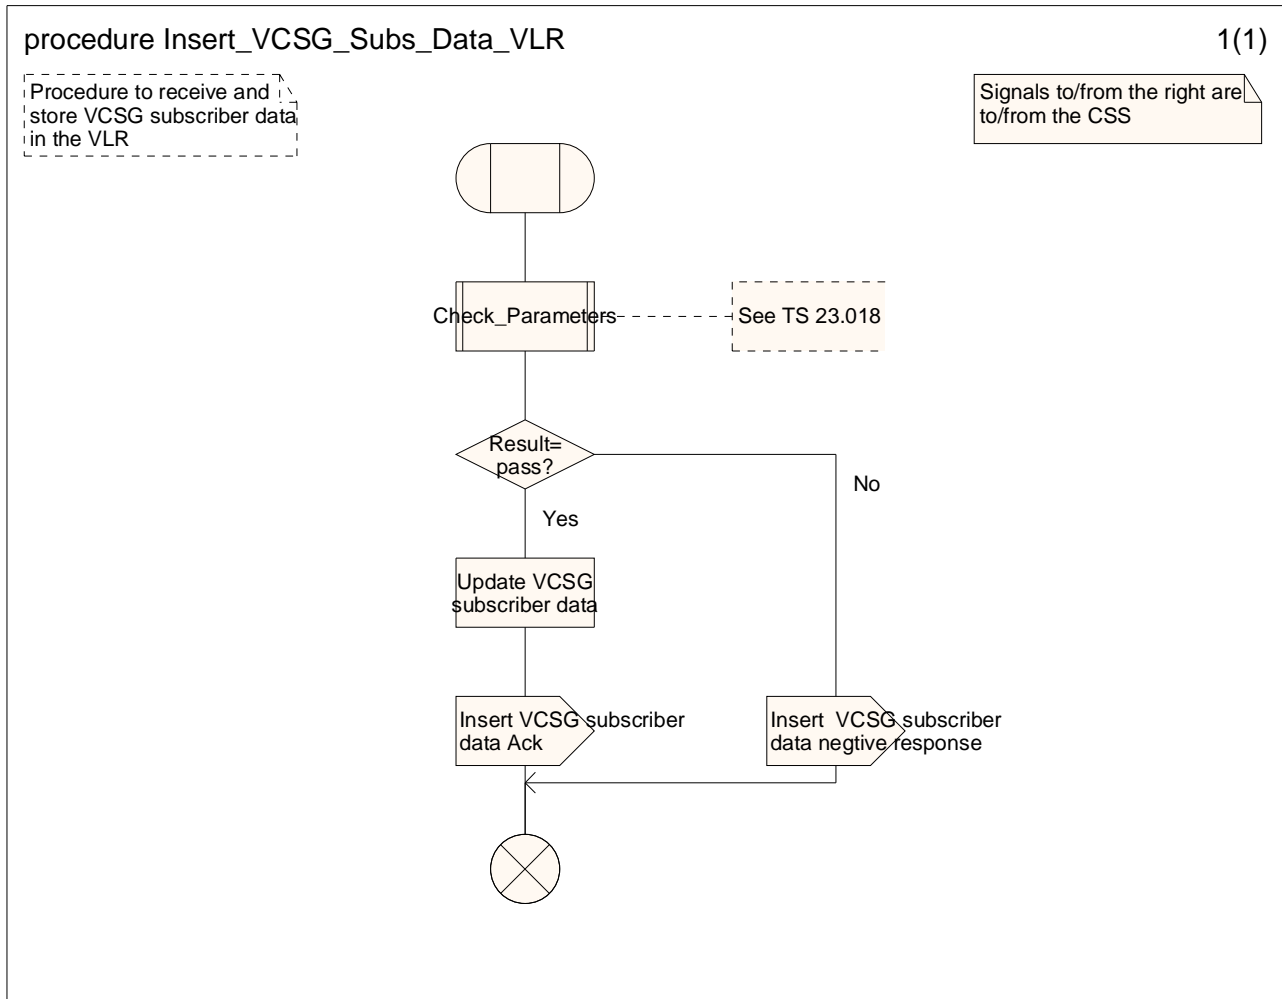 procedure Insert_VCSG_Subs_Data_VLR
1(1)
Procedure to receive and
store VCSG subscriber data
in the VLR
Signals to/from the right are
to/from the CSS
Check_Parameters
See TS 23.018
Result=
pass?
No
Yes
Update VCSG
subscriber data
Insert VCSG subscriber
data Ack
Insert  VCSG subscriber
data negtive response